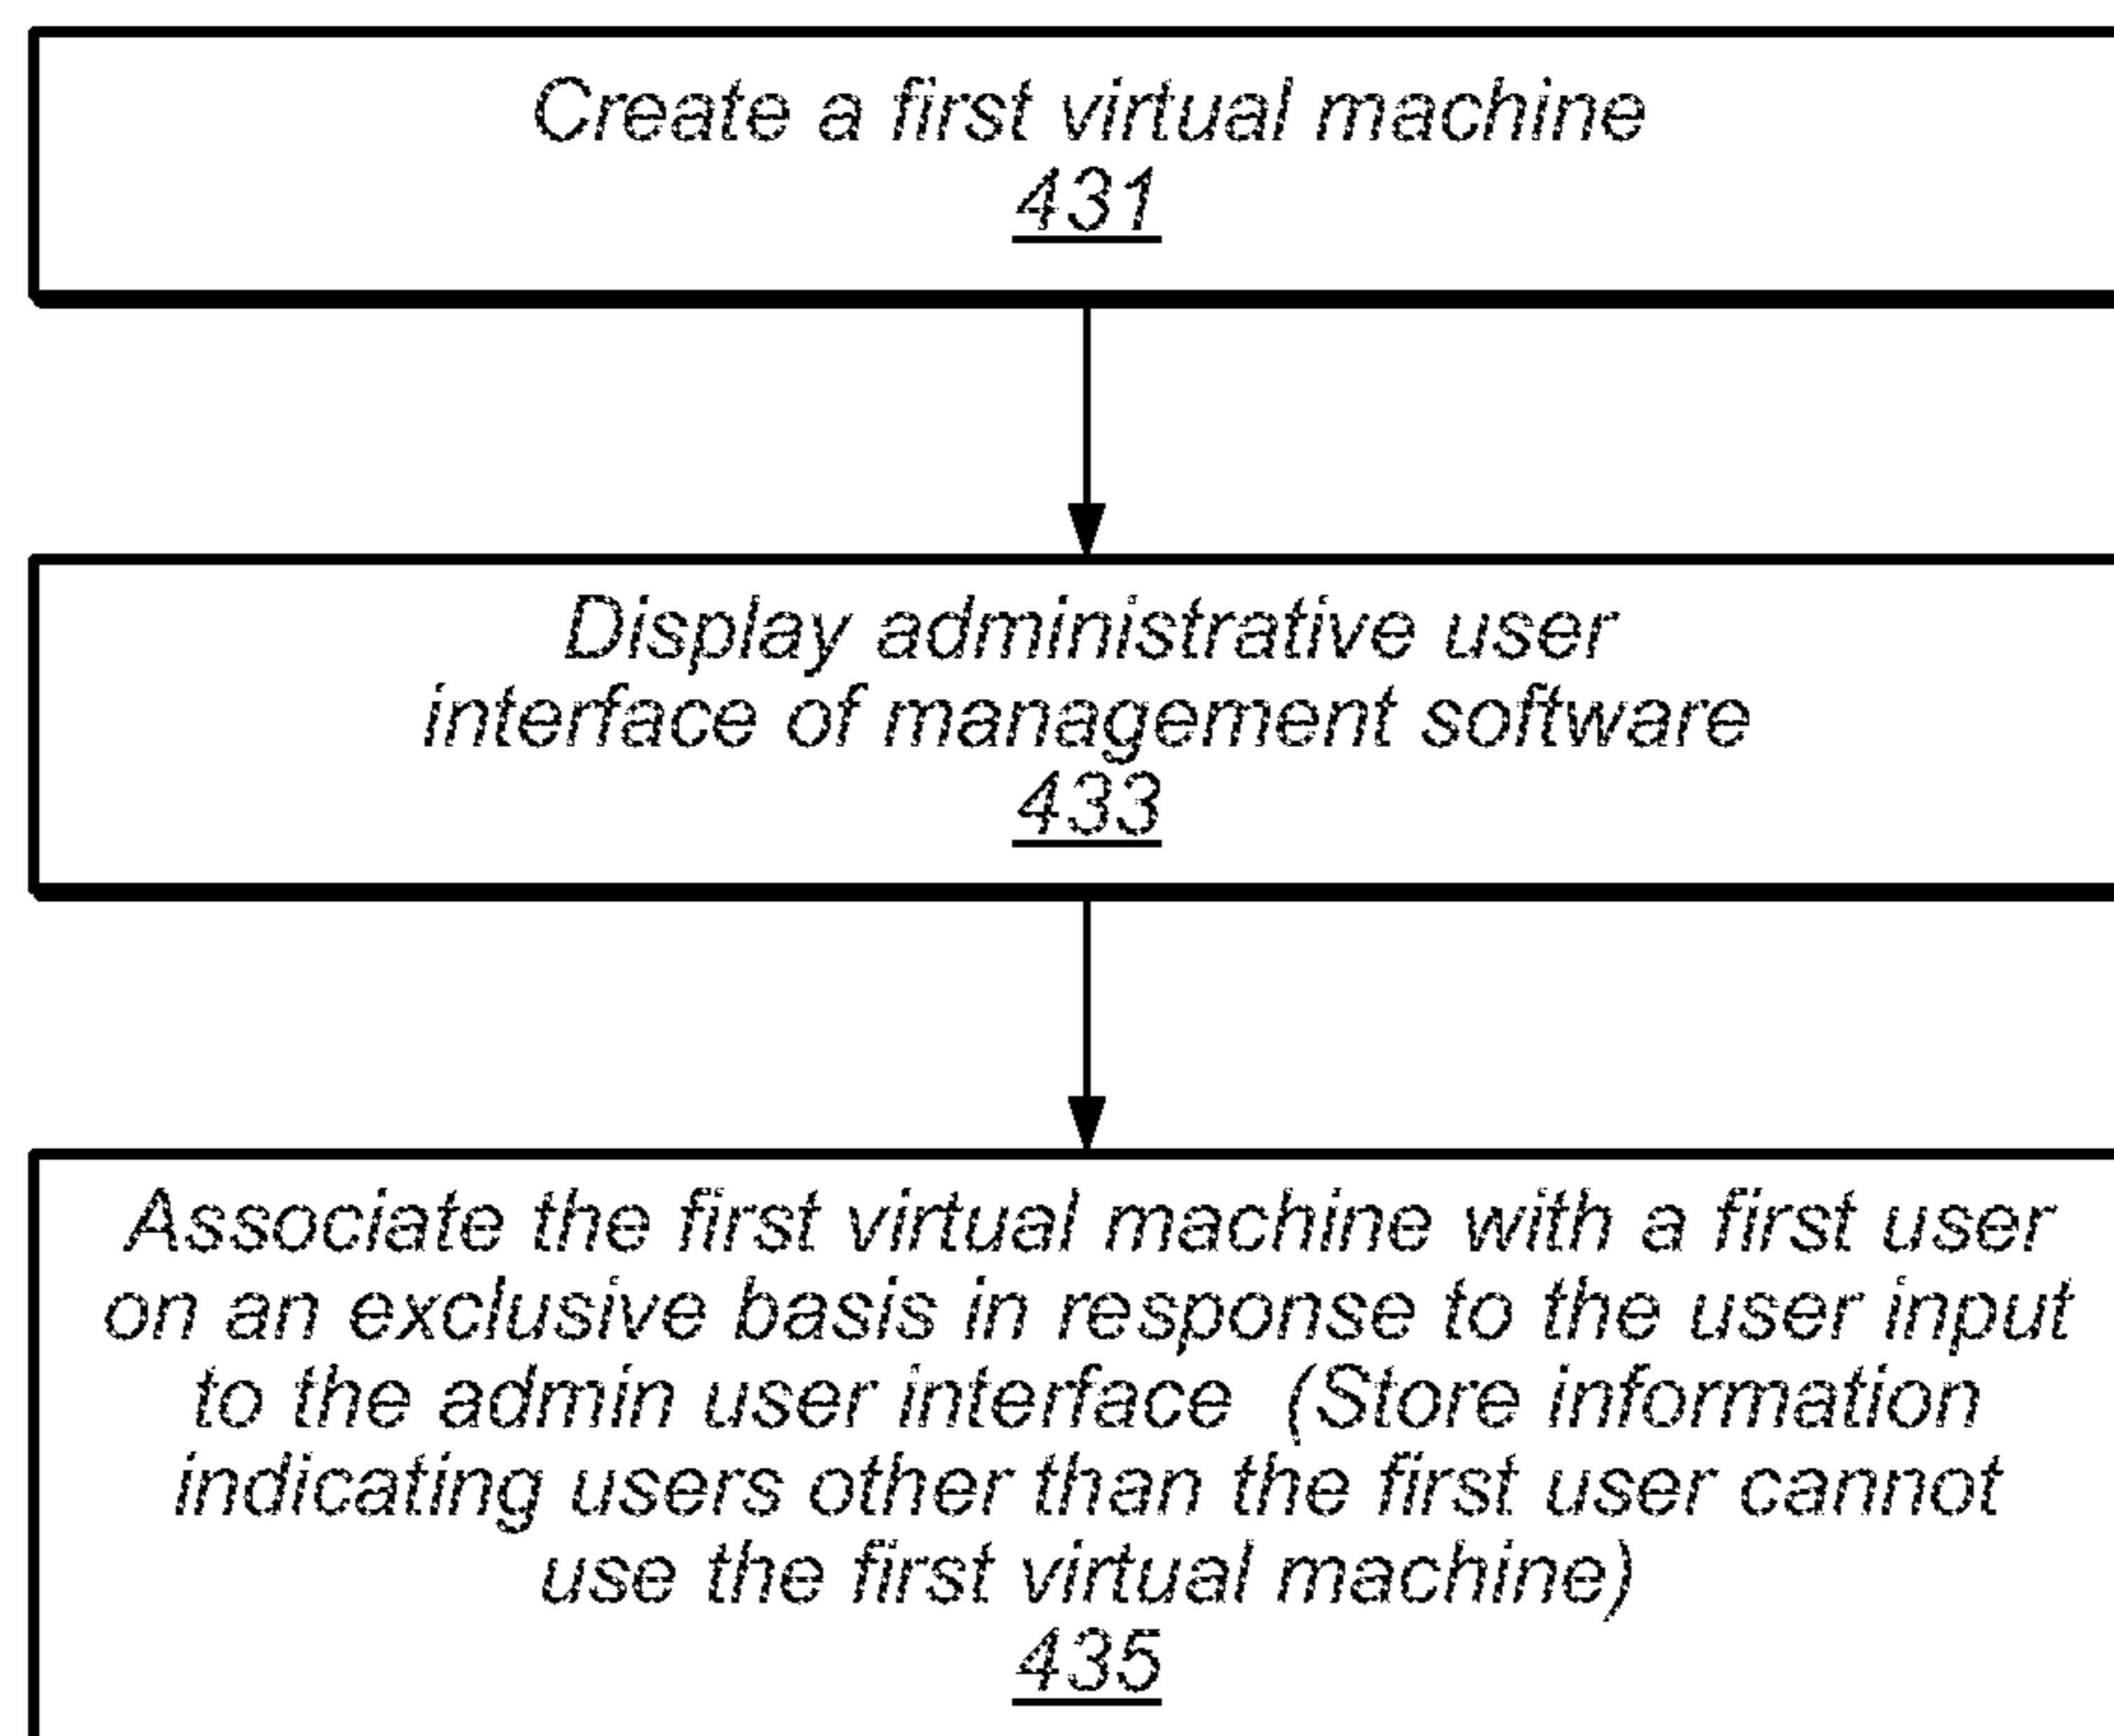 Create a first virtual machine
431
Display administrative user
interface of management software
433
Associate the first virtual machine with a first user
on an exclusive basis in response to the user input
to the admin user interface  (Store information
indicating users other than the first user cannot
use the first virtual machine)
435